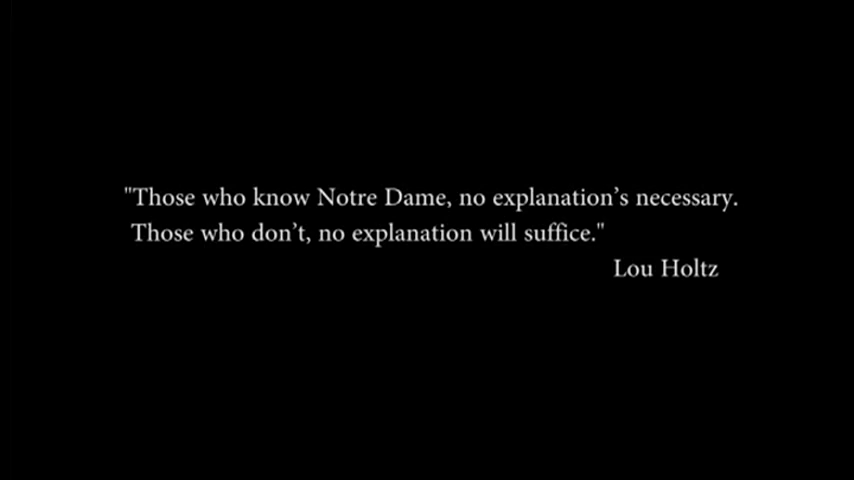 "Those who know Notre Dame, no explanation’s necessary.
Those who don’t, no explanation will suffice."
Lou Holtz